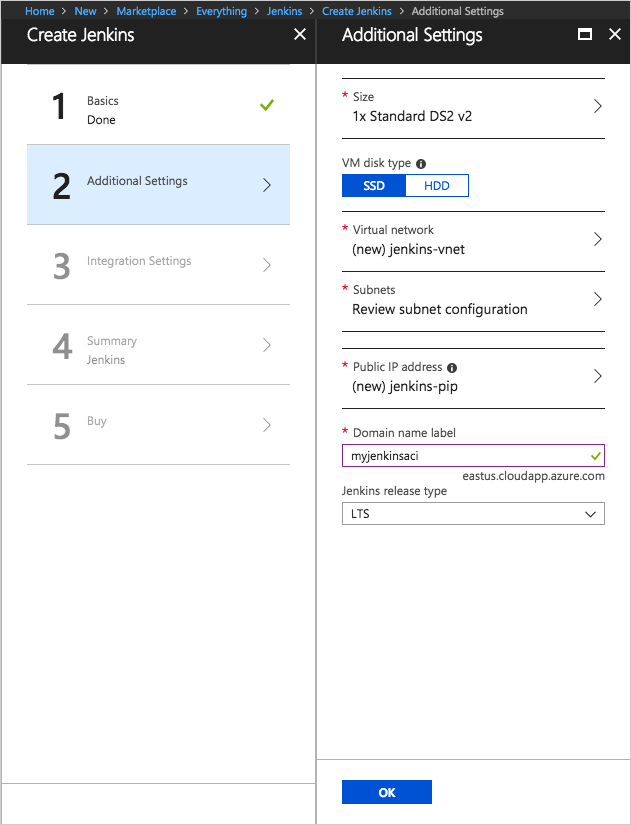 Home > New > Marketplace > Everything > Jenkins > Create Jenkins > Additional Settings
Create Jenkins
1
Basics
Done
2
Additional Settings
3
Integration Settings
4
Summary
Jenkins
5
Buy
Additional Settings
* Size
1x Standard DS2 v2
VM disk type
SSD HDD
* Virtual network
(new) jenkins-vnet
* Subnets
Review subnet configuration
* Public IP address
(new) jenkins-pip
* Domain name label
myjenkinsaci
eastus.cloudapp.azure.com
Jenkins release type
LTS
OK